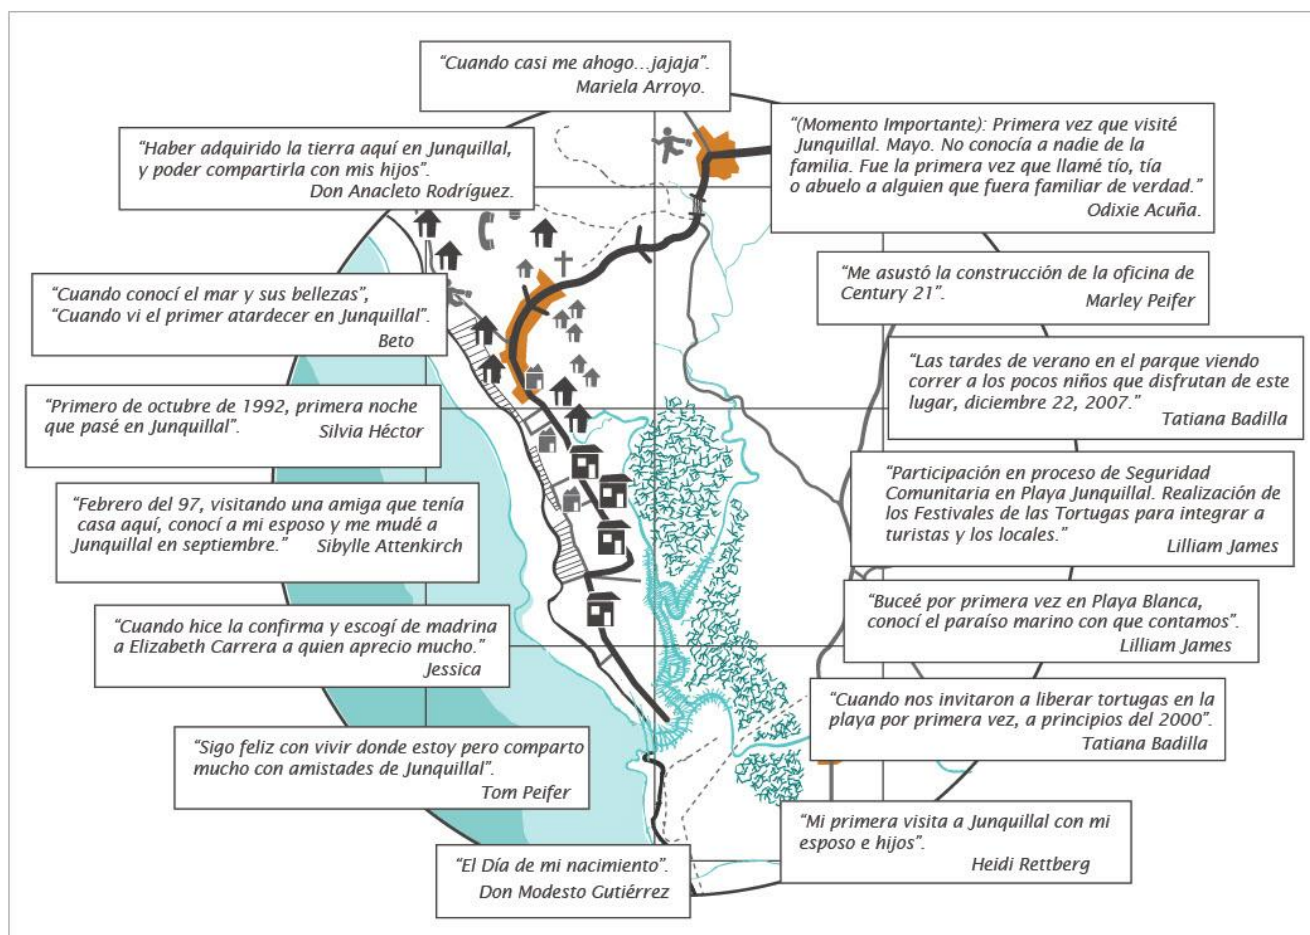 “Cuando casi me ahogo...jajaja”.
Mariela Arroyo.
“Haber adquirido la tierra aquí en Junquillal,
y poder compartirla con mis hijos”.
Don Anacleto Rodríguez.
“(Momento Importante): Primera vez que visité
Junquillal. Mayo. No conocía a nadie de la
familia. Fue la primera vez que llamé tío, tía
o abuelo a alguien que fuera familiar de verdad.”
Odixie Acuña.
“Cuando conocí el mar y sus bellezas”,
“Cuando vi el primer atardecer en Junquillal”.
Beto
“Me asustó la construcción de la oficina de
Century 21”.
Marley Peifer
“Las tardes de verano en el parque viendo
correr a los pocos niños que disfrutan de este
lugar, diciembre 22, 2007.”
Tatiana Badilla
“Primero de octubre de 1992, primera noche
que pasé en Junquillal”.
Silvia Héctor
“Participación en proceso de Seguridad
Comunitaria en Playa Junquillal. Realización de
los Festivales de las Tortugas para integrar a
turistas y los locales.”
Lilliam James
“Febrero del 97, visitando una amiga que tenía
casa aquí, conocí a mi esposo y me mudé a
Junquillal en septiembre.”
Sibylle Attenkirch
“Buceé por primera vez en Playa Blanca,
conocí el paraíso marino con que contamos”.
Lilliam James
“Cuando hice la confirma y escogí de madrina
a Elizabeth Carrera a quien aprecio mucho.”
Jessica
“Cuando nos invitaron a liberar tortugas en la
playa por primera vez, a principios del 2000”.
Tatiana Badilla
“Sigo feliz con vivir donde estoy pero comparto
mucho con amistades de Junquillal”.
Tom Peifer
“Mi primera visita a Junquillal con mi
esposo e hijos”.
Heidi Rettberg
“El Día de mi nacimiento”.
Don Modesto Gutiérrez